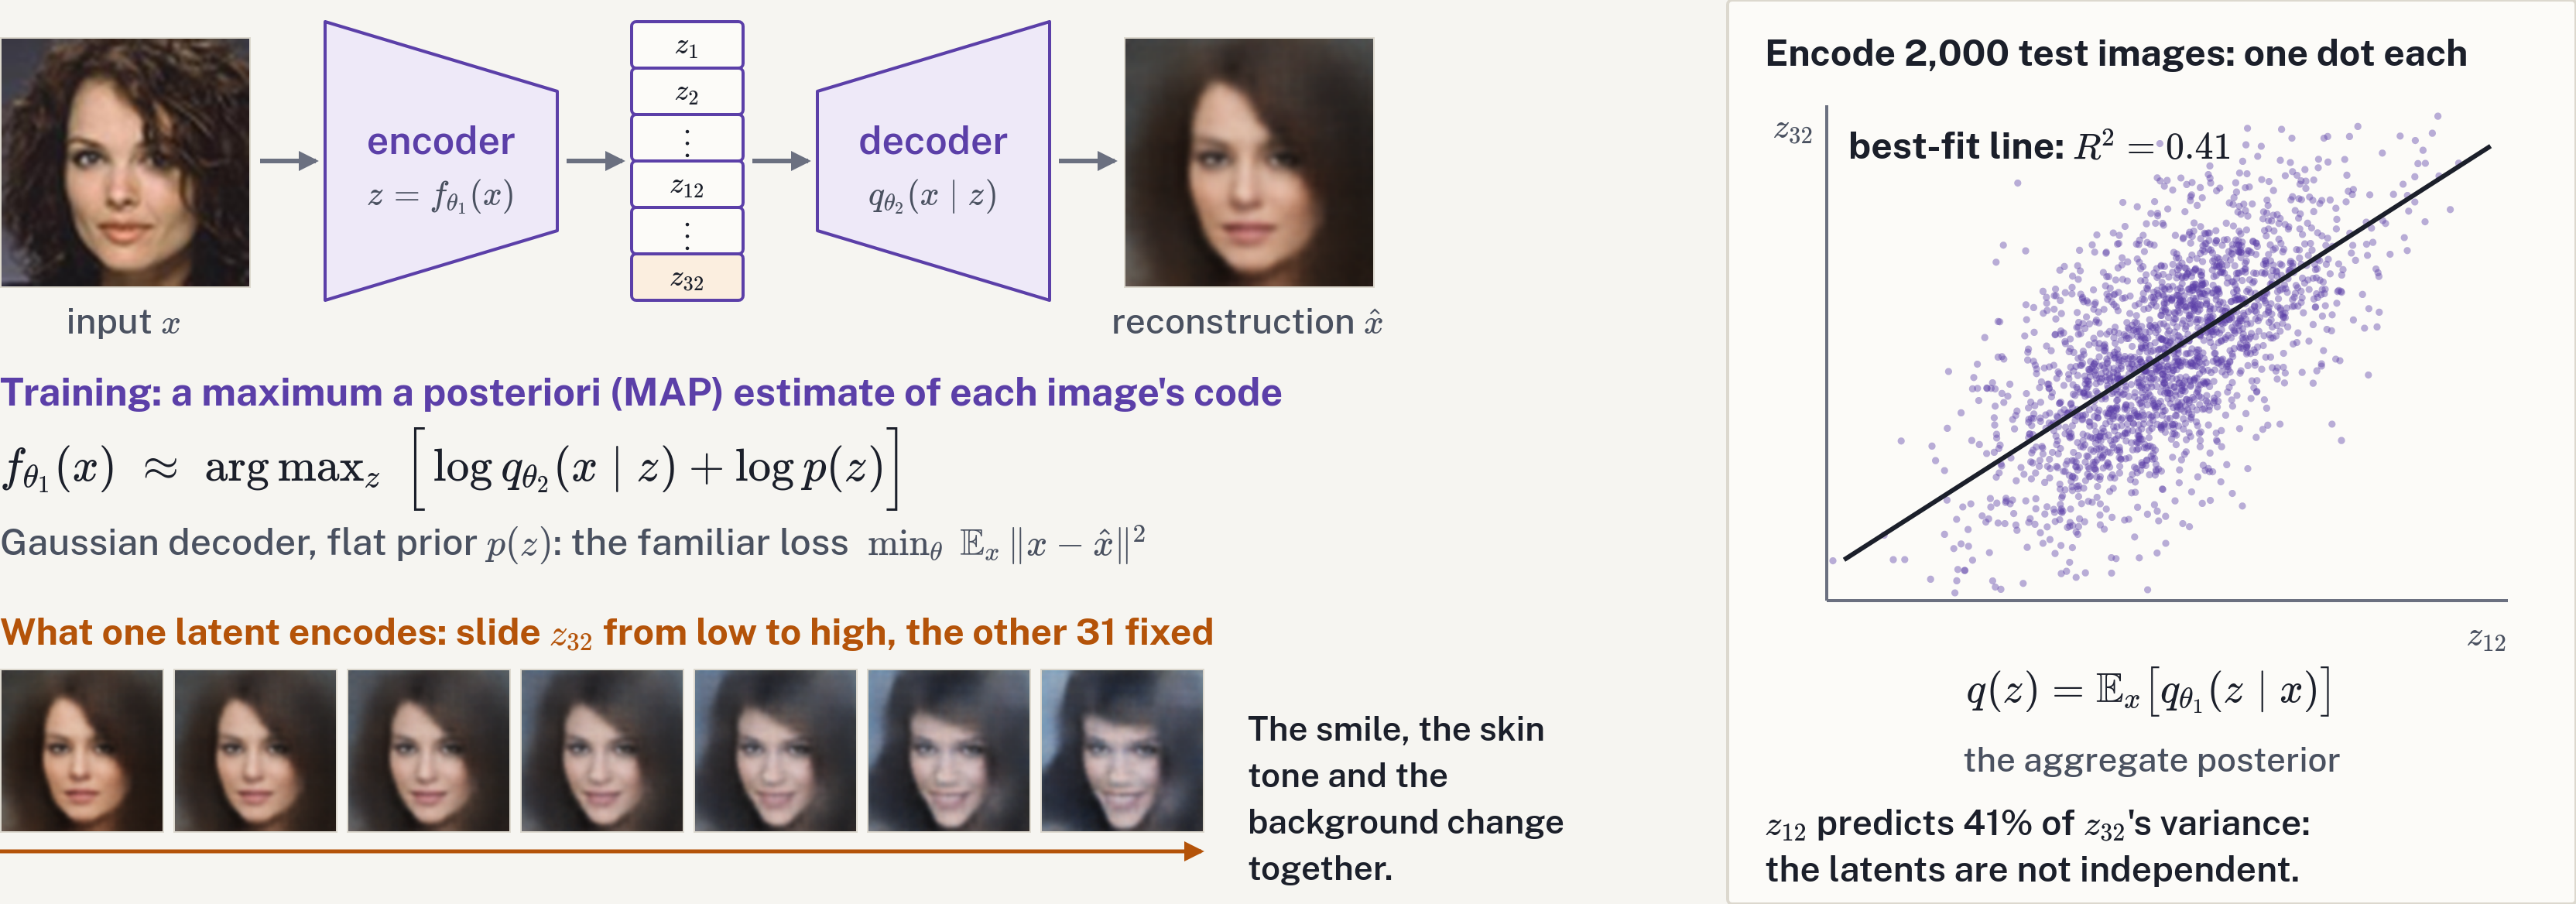 z₁
z₂
⋮
z₁₂
⋮
z₃₂
encoder
z = f_θ₁(x)
decoder
q_θ₂(x | z)
input x
reconstruction x̂
Training: a maximum a posteriori (MAP) estimate of each image's code
f_θ₁(x) ≈ arg max_z [log q_θ₂(x | z) + log p(z)]
Gaussian decoder, flat prior p(z): the familiar loss min_θ 𝔼_x ‖x − x̂‖²
What one latent encodes: slide z₃₂ from low to high, the other 31 fixed
The smile, the skin
tone and the
background change
together.
Encode 2,000 test images: one dot each
z₃₂
best-fit line: R² = 0.41
z₁₂
q(z) = 𝔼_x[q_θ₁(z | x)]
the aggregate posterior
z₁₂ predicts 41% of z₃₂'s variance:
the latents are not independent.